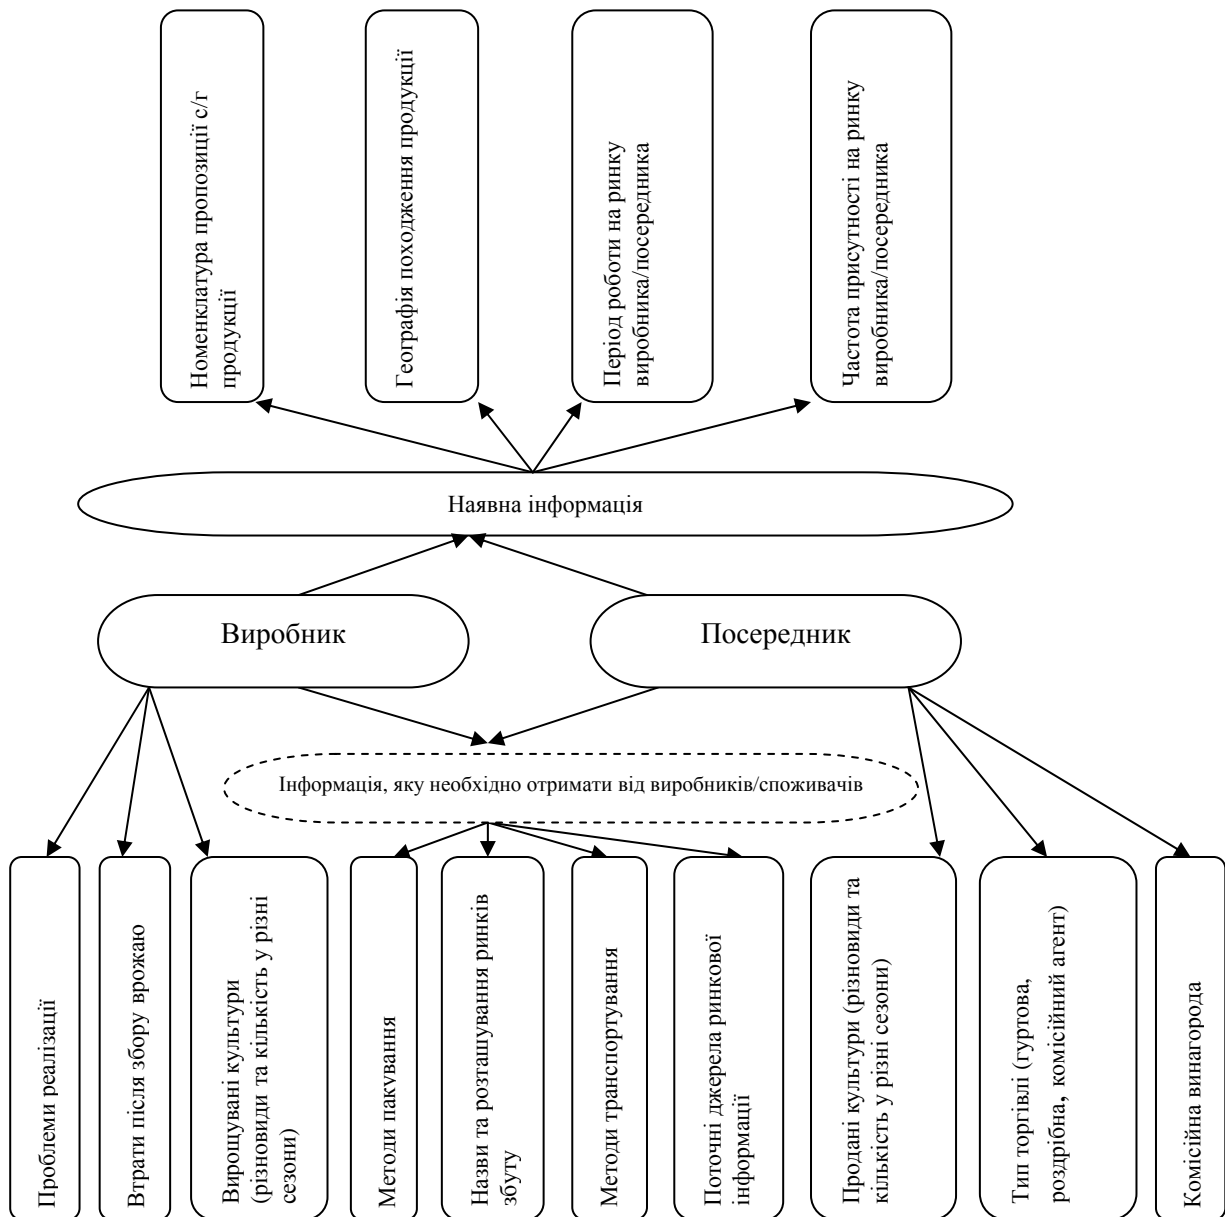 Номенклатура пропозиції с/г
продукції
Географія походження продукції
Період роботи на ринку
виробника/посередника
Частота присутності на ринку
виробника/посередника
Наявна інформація
Виробник
Посередник
Інформація, яку необхідно отримати від виробників/споживачів
Проблеми реалізації
Втрати після збору врожаю
Вирощувані культури
(різновиди та кількість у різні
сезони)
Методи пакування
Назви та розташування ринків
збуту
Методи транспортування
Поточні джерела ринкової
інформації
Продані культури (різновиди та
кількість у різні сезони)
Тип торгівлі (гуртова,
роздрібна, комісійний агент)
Комісійна винагорода